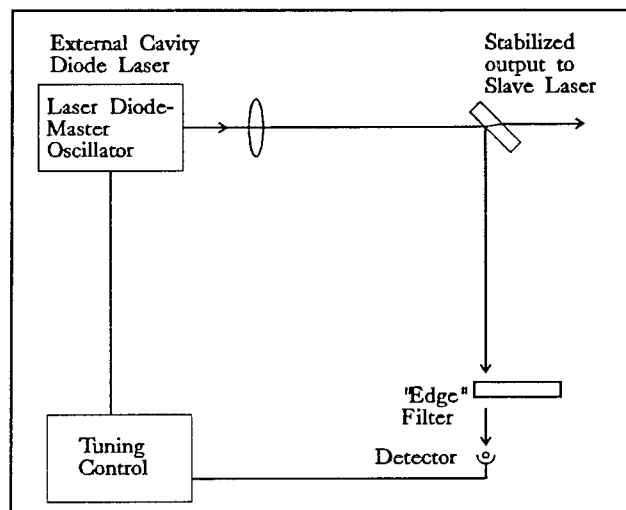 External Cavity
Diode Laser
Laser Diode-
Master
Oscillator
Stabilized
output to
Slave Laser
"Edge"
Filter
Detector
Tuning
Control